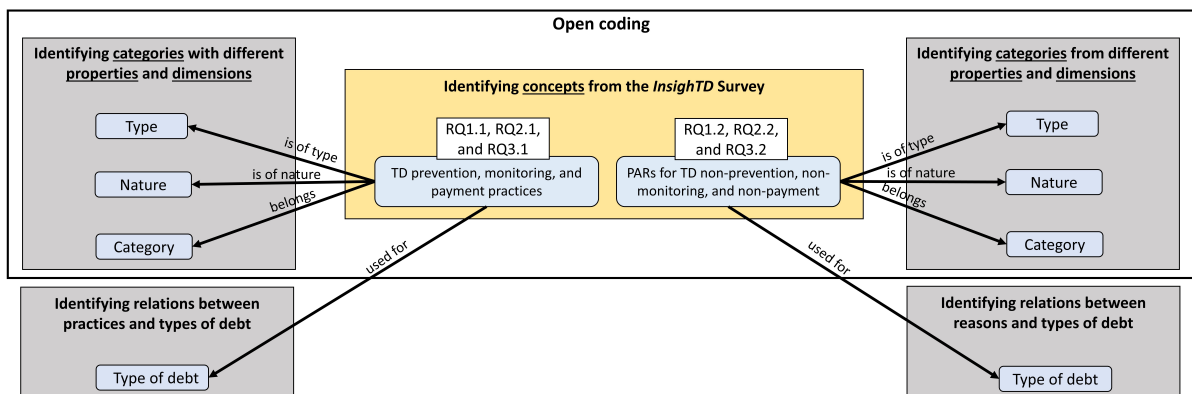 Open coding
Identifying categories with different
properties and dimensions
Type
Nature
Category
is of type
is of nature
belongs
Identifying concepts from the InsighTD Survey
RQ1.1, RQ2.1,
and RQ3.1
TD prevention, monitoring, and
payment practices
RQ1.2, RQ2.2,
and RQ3.2
PARs for TD non-prevention, non-
monitoring, and non-payment
Identifying categories from different
properties and dimensions
is of type
is of nature
belongs
Type
Nature
Category
used for
used for
Identifying relations between
practices and types of debt
Type of debt
Identifying relations between
reasons and types of debt
Type of debt